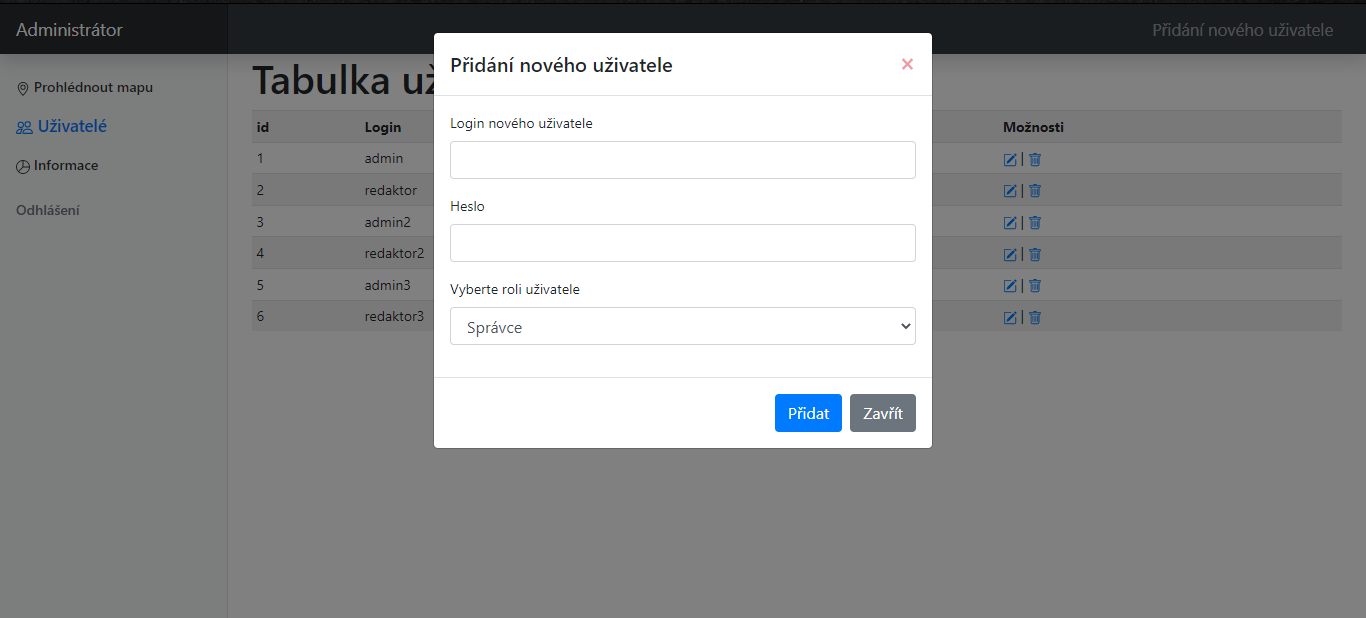 Administrátor
Přidání nového uživatele
Prohlédnout mapu
Uživatelé
Informace
Odhlášení
Tabulka
id Login Možnosti
1 admin |
2 redaktor |
3 admin2 |
4 redaktor2 |
5 admin3 |
6 redaktor3 |
Přidání nového uživatele ×
Login nového uživatele
Heslo
Vyberte roli uživatele
Správce
Přidat Zavřít